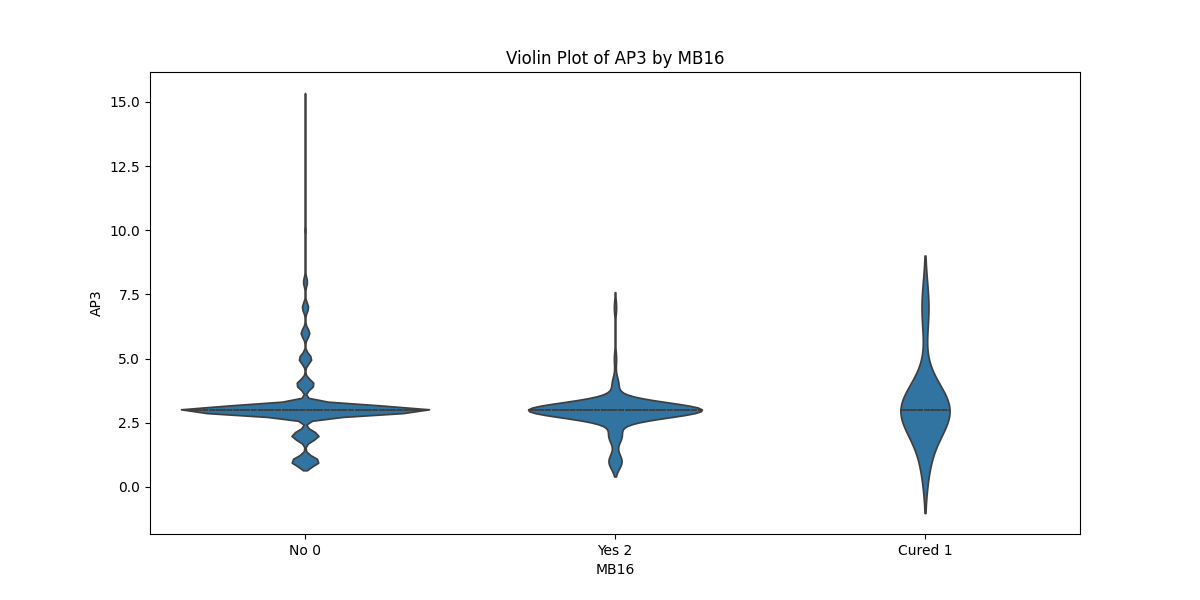 Violin Plot of AP3 by MB16
15.0
12.5
10.0
7.5
5.0
2.5
0.0
AP3
No 0
Yes 2
Cured 1
MB16